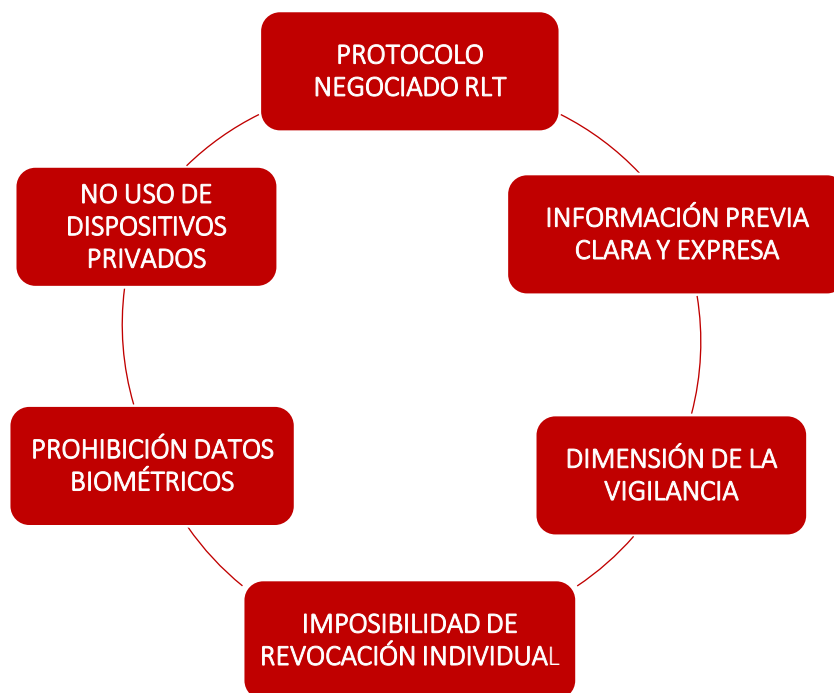 PROTOCOLO
NEGOCIADO RLT
INFORMACIÓN PREVIA
CLARA Y EXPRESA
DIMENSIÓN DE LA
VIGILANCIA
IMPOSIBILIDAD DE
REVOCACIÓN INDIVIDUAL
PROHIBICIÓN DATOS
BIOMÉTRICOS
NO USO DE
DISPOSITIVOS
PRIVADOS